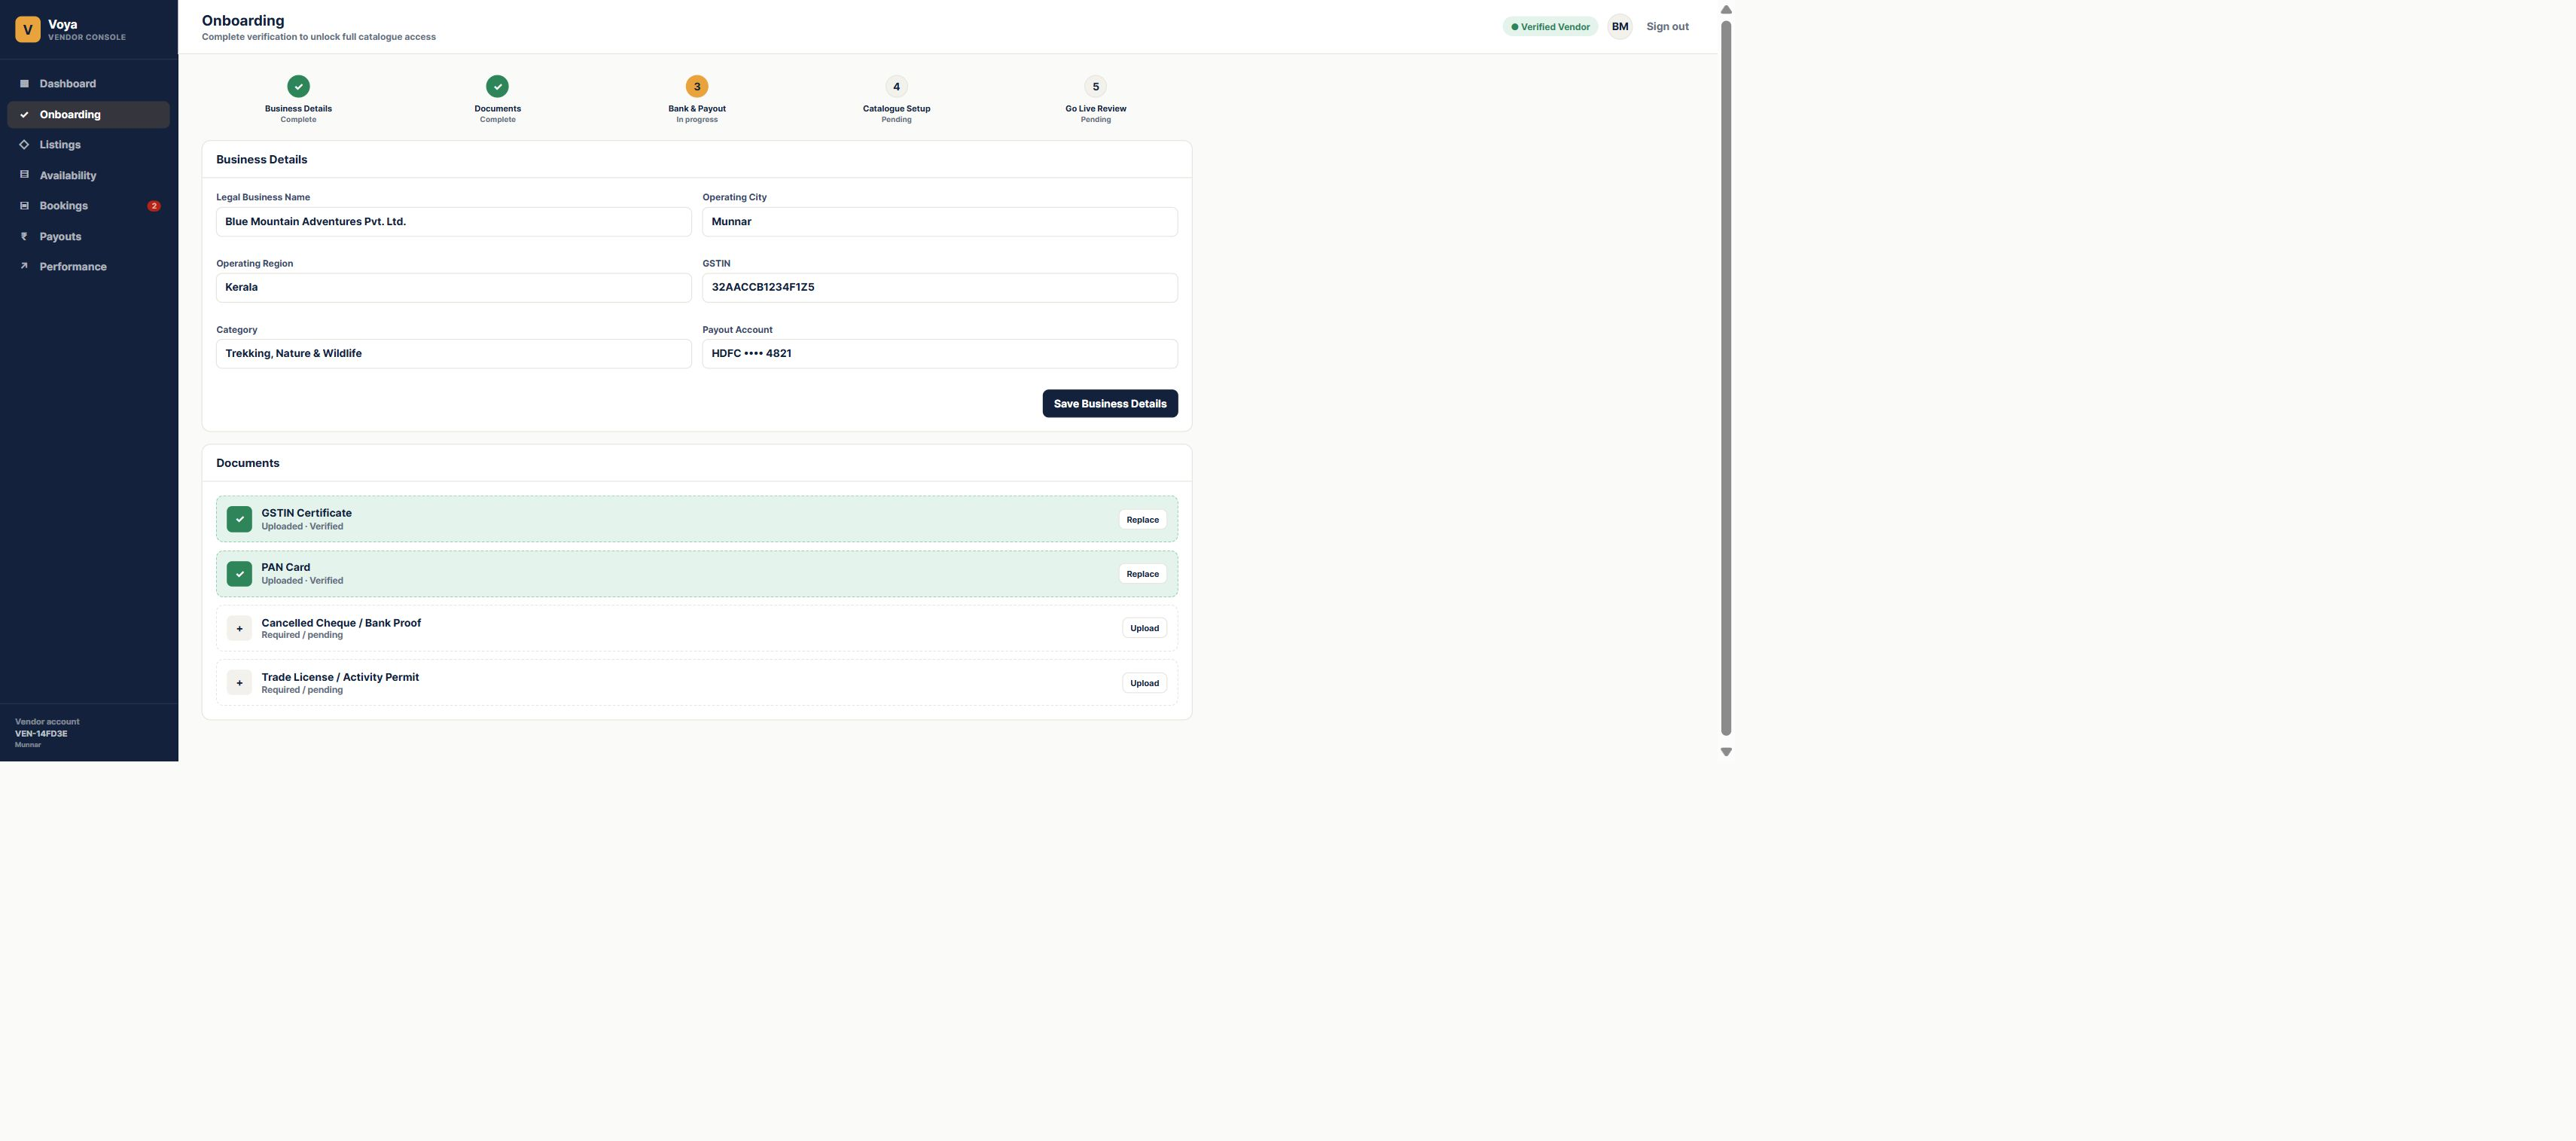 V
Voya
VENDOR CONSOLE
Dashboard
Onboarding
Listings
Availability
Bookings
2
₹ Payouts
Performance
Vendor account
VEN-14FD3E
Munnar
Onboarding
Complete verification to unlock full catalogue access
Verified Vendor
BM
Sign out
Business Details
Complete
Documents
Complete
3
Bank & Payout
In progress
4
Catalogue Setup
Pending
5
Go Live Review
Pending
Business Details
Legal Business Name
Blue Mountain Adventures Pvt. Ltd.
Operating City
Munnar
Operating Region
Kerala
GSTIN
32AACCB1234F1Z5
Category
Trekking, Nature & Wildlife
Payout Account
HDFC •••• 4821
Save Business Details
Documents
GSTIN Certificate
Uploaded · Verified
Replace
PAN Card
Uploaded · Verified
Replace
+
Cancelled Cheque / Bank Proof
Required / pending
Upload
+
Trade License / Activity Permit
Required / pending
Upload